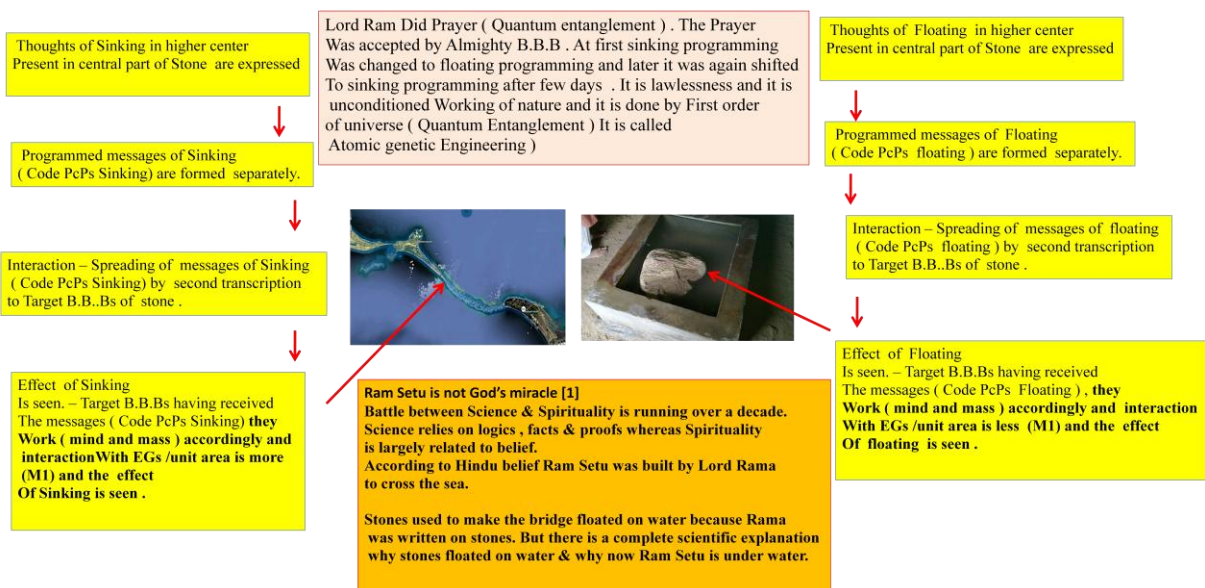 Thoughts of Sinking in higher center
Present in central part of Stone are expressed
Programmed messages of Sinking
( Code PcPs Sinking) are formed separately.
Interaction – Spreading of messages of Sinking
( Code PcPs Sinking) by second transcription
to Target B.B..Bs of stone .
Effect of Sinking
Is seen. – Target B.B.Bs having received
The messages ( Code PcPs Sinking) they
Work ( mind and mass ) accordingly and
interactionWith EGs /unit area is more
(M1) and the effect
Of Sinking is seen .
Lord Ram Did Prayer ( Quantum entanglement ) . The Prayer
Was accepted by Almighty B.B.B . At first sinking programming
Was changed to floating programming and later it was again shifted
To sinking programming after few days . It is lawlessness and it is
unconditioned Working of nature and it is done by First order
of universe ( Quantum Entanglement ) It is called
Atomic genetic Engineering )
Ram Setu is not God's miracle [1]
Battle between Science & Spirituality is running over a decade.
Science relies on logics , facts & proofs whereas Spirituality
is largely related to belief.
According to Hindu belief Ram Setu was built by Lord Rama
to cross the sea.
Stones used to make the bridge floated on water because Rama
was written on stones. But there is a complete scientific explanation
why stones floated on water & why now Ram Setu is under water.
Thoughts of Floating in higher center
Present in central part of Stone are expressed
Programmed messages of Floating
( Code PcPs floating ) are formed separately.
Interaction – Spreading of messages of floating
( Code PcPs floating ) by second transcription
to Target B.B..Bs of stone .
Effect of Floating
Is seen. – Target B.B.Bs having received
The messages ( Code PcPs Floating ) , they
Work ( mind and mass ) accordingly and interaction
With EGs /unit area is less (M1) and the effect
Of floating is seen .